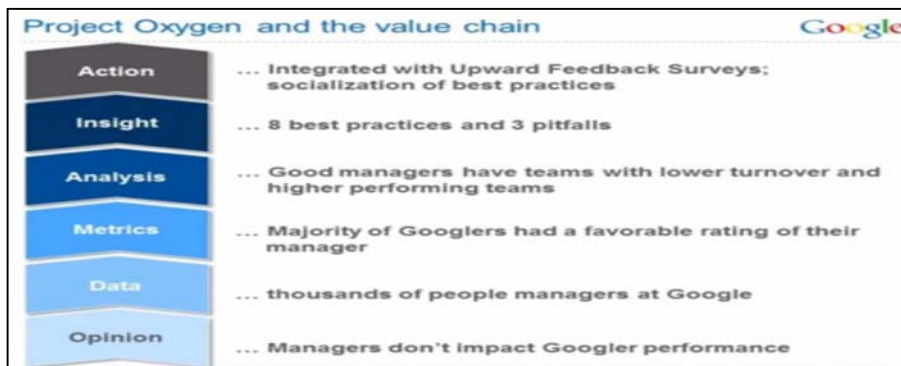 Project Oxygen and the value chain
Google
Action
... Integrated with Upward Feedback Surveys;
socialization of best practices
Insight
... 8 best practices and 3 pitfalls
Analysis
... Good managers have teams with lower turnover and
higher performing teams
Metrics
... Majority of Googlers had a favorable rating of their
manager
Data
... thousands of people managers at Google
Opinion
... Managers don't impact Googler performance